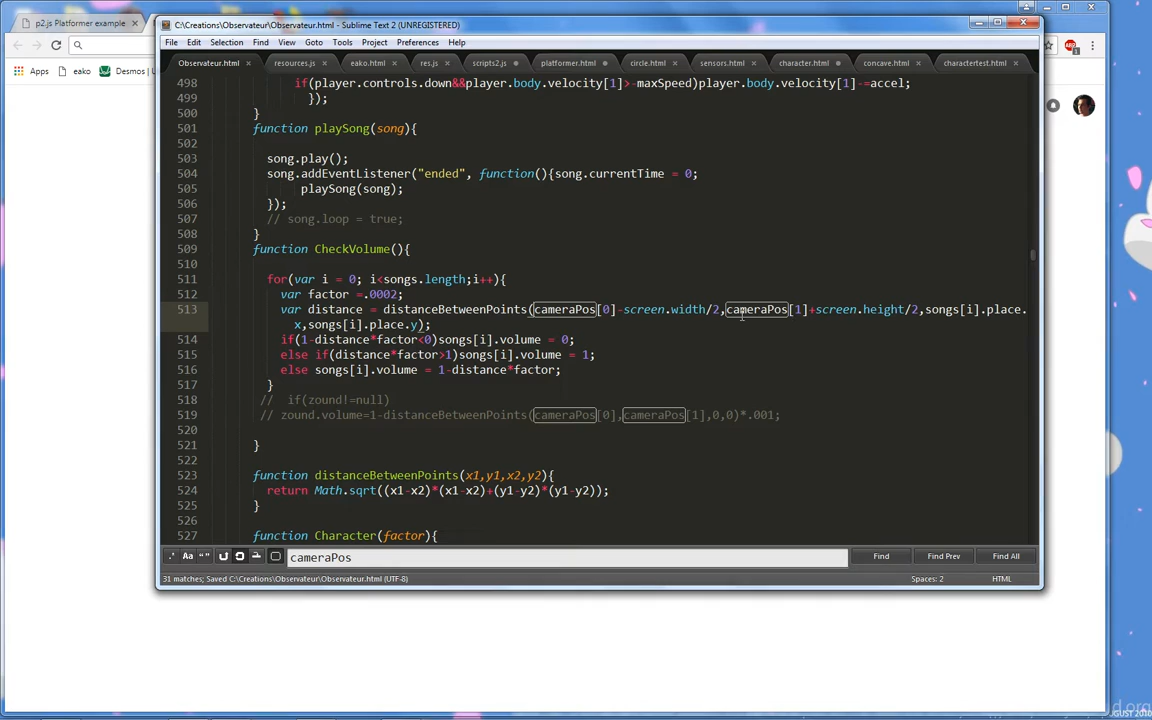 p2.js Platformer example
Apps
eako
Desmos | U
C:\Creations\Observateur\Observateur.html - Sublime Text 2 (UNREGISTERED)
File Edit Selection Find View Goto Tools Project Preferences Help
Observateur.html resources.js eako.html res.js scripts2.js platformer.html circle.html sensors.html character.html concave.html charactertest.html
498 if(player.controls.down&&player.body.velocity[1]>-maxSpeed)player.body.velocity[1]-=accel;
499 });
500 }
501 function playSong(song){
502
503 song.play();
504 song.addEventListener("ended", function(){song.currentTime = 0;
505 playSong(song);
506 });
507 // song.loop = true;
508 }
509 function CheckVolume(){
510
511 for(var i = 0; i<songs.length;i++){
512 var factor =.0002;
513 var distance = distanceBetweenPoints(cameraPos[0]-screen.width/2,cameraPos[1]+screen.height/2,songs[i].place.
x,songs[i].place.y);
514 if(1-distance*factor<0)songs[i].volume = 0;
515 else if(distance*factor>1)songs[i].volume = 1;
516 else songs[i].volume = 1-distance*factor;
517 }
518 // if(zound!=null)
519 // zound.volume=1-distanceBetweenPoints(cameraPos[0],cameraPos[1],0,0)*.001;
520
521 }
522
523 function distanceBetweenPoints(x1,y1,x2,y2){
524 return Math.sqrt((x1-x2)*(x1-x2)+(y1-y2)*(y1-y2));
525 }
526
527 function Character(factor){
.* Aa “” cameraPos Find Find Prev Find All
31 matches; Saved C:\Creations\Observateur\Observateur.html (UTF-8) Spaces: 2 HTML